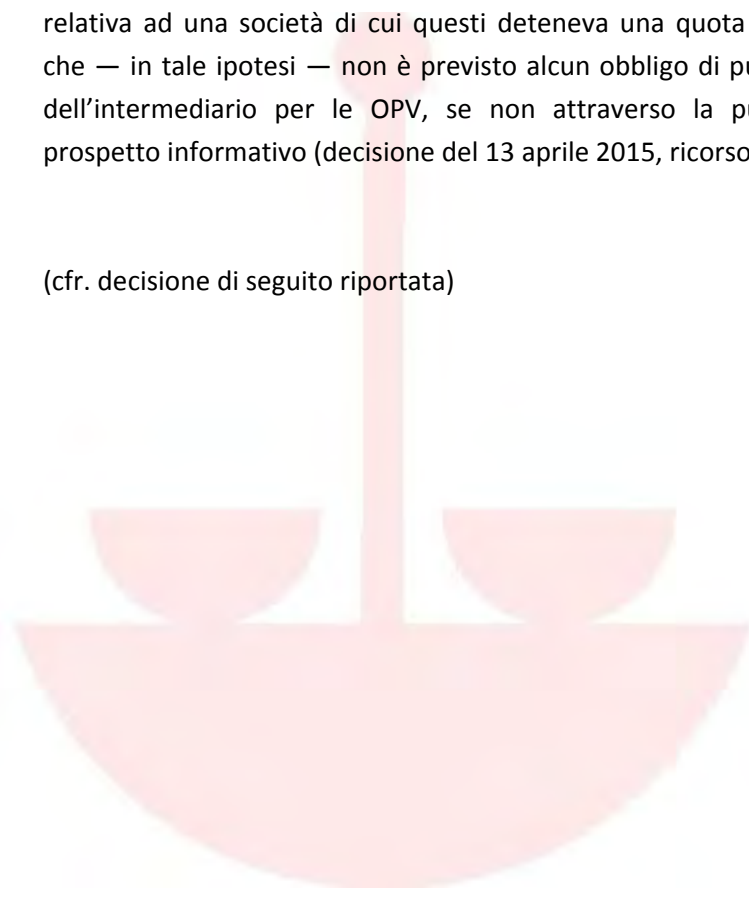 relativa ad una società di cui questi deteneva una quota
che — in tale ipotesi — non è previsto alcun obbligo di
dell’intermediario per le OPV, se non attraverso la
prospetto informativo (decisione del 13 aprile 2015, ricorso
(cfr. decisione di seguito riportata)